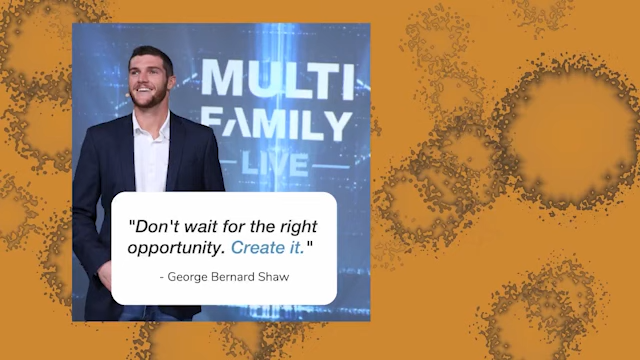 MULTI
FAMILY
LIVE
"Don't wait for the right
opportunity. Create it."
- George Bernard Shaw